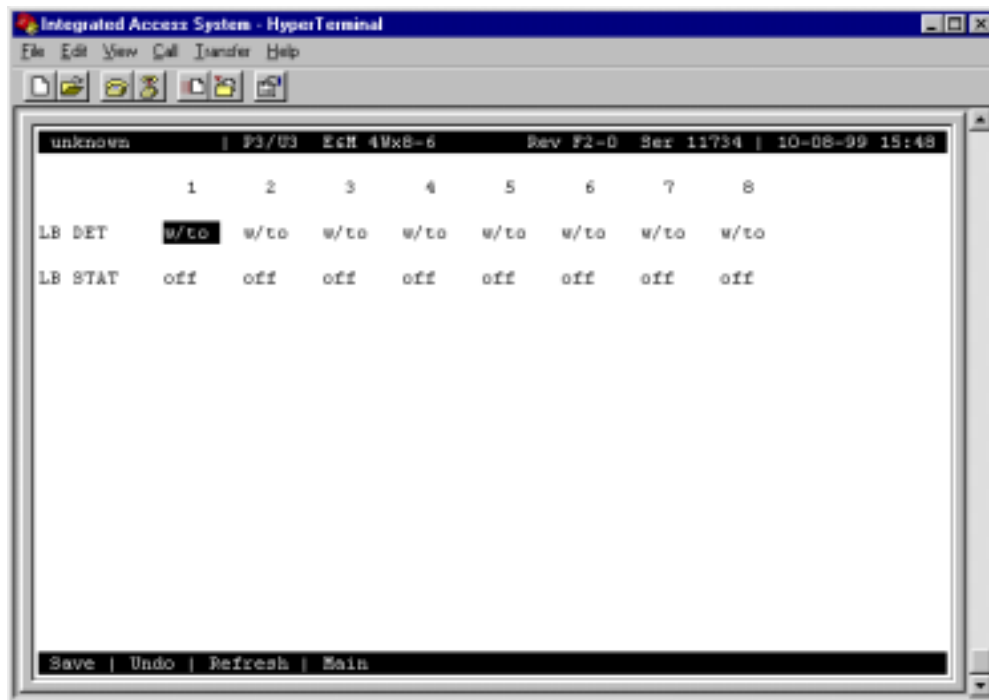 Integrated Access System - HyperTerminal
File Edit View Call Transfer Help
unknown | P3/U3 E&M 4Wx8-6 Rev F2-0 Ser 11734 | 10-08-99 15:48
1 2 3 4 5 6 7 8
LB DET w/to w/to w/to w/to w/to w/to w/to w/to
LB STAT off off off off off off off off
Save | Undo | Refresh | Main